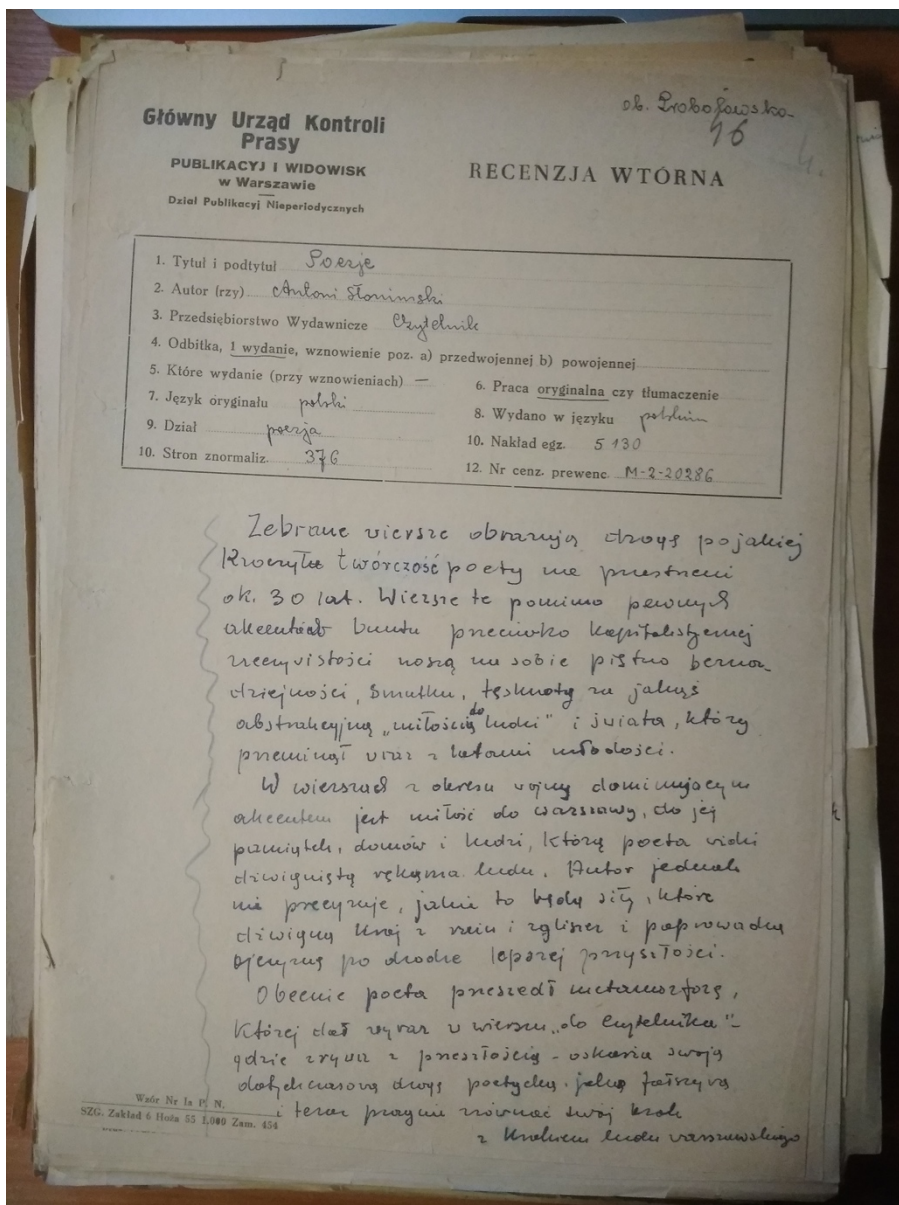 ob. Probojowska
46
Główny Urząd Kontroli
Prasy
PUBLIKACYJ I WIDOWISK
w Warszawie
Dział Publikacyj Nieperiodycznych
RECENZJA WTÓRNA
1. Tytuł i podtytuł Poezje
2. Autor (rzy) Antoni Słonimski
3. Przedsiębiorstwo Wydawnicze Czytelnik
4. Odbitka, 1 wydanie, wznowienie poz. a) przedwojennej b) powojennej
5. Które wydanie (przy wznowieniach) —
6. Praca oryginalna czy tłumaczenie
7. Język oryginału polski
8. Wydano w języku polskim
9. Dział poezja
10. Nakład egz. 5 130
10. Stron znormaliz. 376
12. Nr cenz. prewenc. M-2-20286
Zebrane wiersze obrazują drogę po jakiej
kroczyła twórczość poety na przestrzeni
ok. 30 lat. Wiersze te pomimo pewnych
akcentów buntu przeciwko kapitalistycznej
rzeczywistości noszą na sobie piętno bezna-
dziejności, smutku, tęsknoty za jakąś
abstrakcyjną „miłością do ludzi" i świata, który
przeminął wraz z latami młodości.
W wierszach z okresu wojny dominującym
akcentem jest miłość do Warszawy, do jej
pamiątek, domów i ludzi, którą poeta widzi
dźwigniętą rękoma ludu. Autor jednak
nie precyzuje, jakie to będą siły, które
dźwigną kraj z ruin i zgliszcz i poprowadzą
ojczyznę po drodze lepszej przyszłości.
Obecnie poeta przeszedł metamorfozę,
której dał wyraz w wierszu „do Czytelnika" -
gdzie zrywa z przeszłością - oskarża swoją
dotychczasową drogę poetycką jako fałszywą
i teraz pragnie zrównać swój krok
z krokiem ludu warszawskiego
Wzór Nr 1a P. N.
SZG. Zakład 6 Hoża 55 2,000 Zam. 454